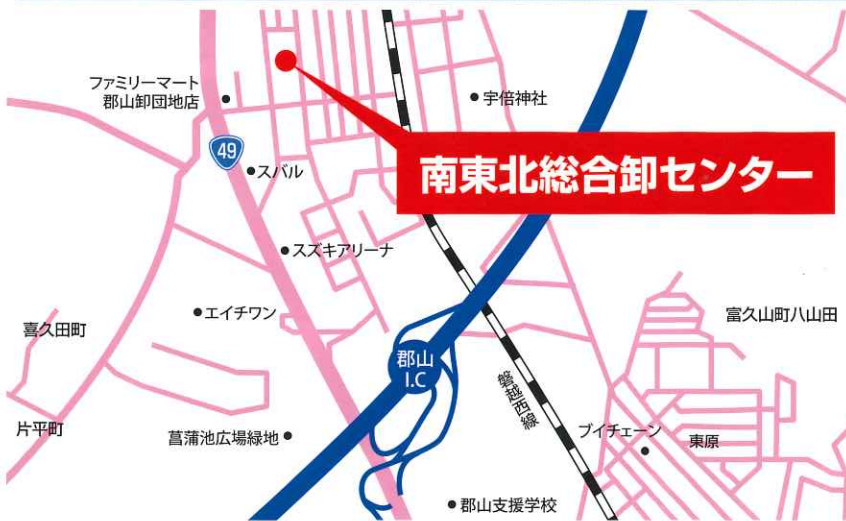 ファミリーマート
郡山卸団地店
宇倍神社
49
スバル
南東北総合卸センター
スズキアリーナ
エイチワン
喜久田町
富久山町八山田
郡山
I.C
磐越西線
片平町
菖蒲池広場緑地
ブイチェーン
東原
郡山支援学校